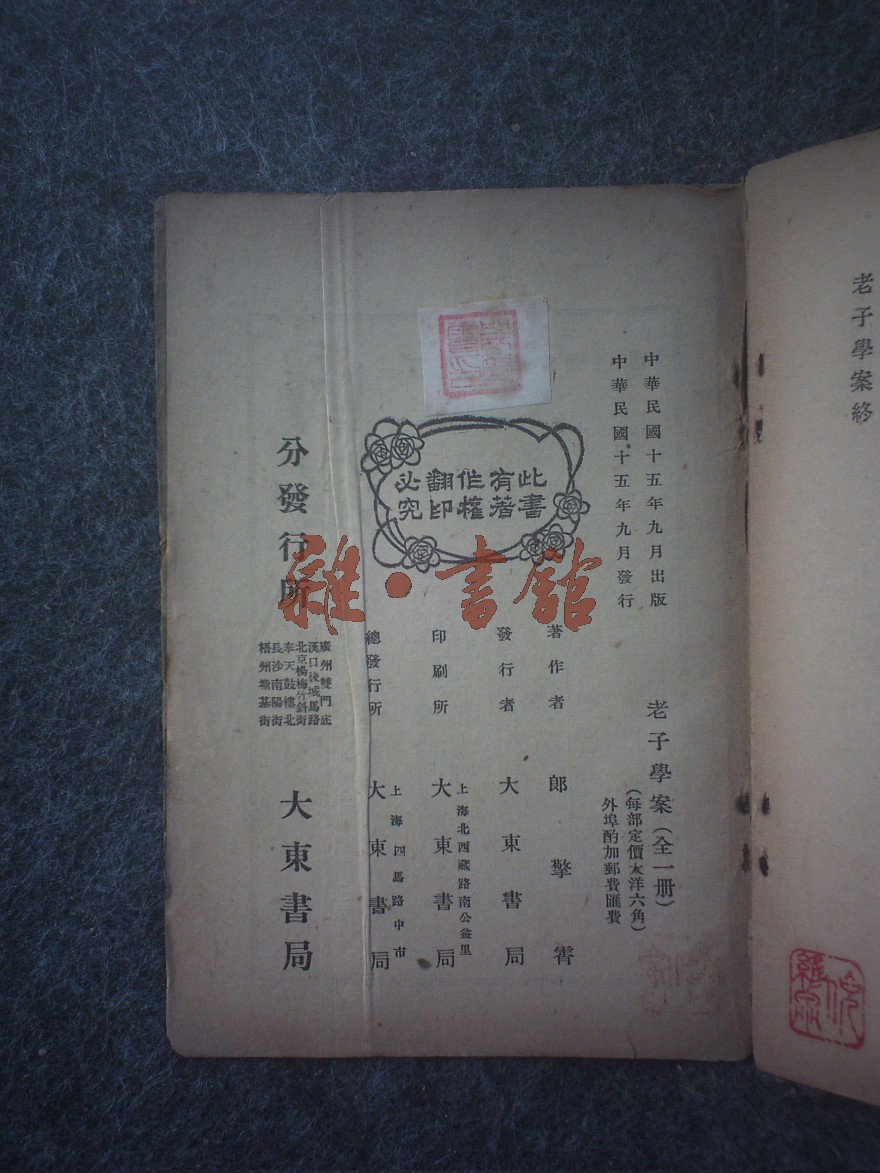 老子學案終
中華民國十五年九月出版
中華民國十五年九月發行
老子學案(全一册)
(每部定價大洋六角)
外埠酌加郵費匯費
此書
有著
作權
翻印
必究
著作者 郎擎霄
發行者 大東書局
印刷所 上海北西藏路南公益里 大東書局
總發行所 上海四馬路中市 大東書局
分發行所
廣州雙門底
漢口後城馬路
北京楊梅竹斜街
奉天鼓樓北
長沙南陽街
梧州塘基街
大東書局
雜·書館